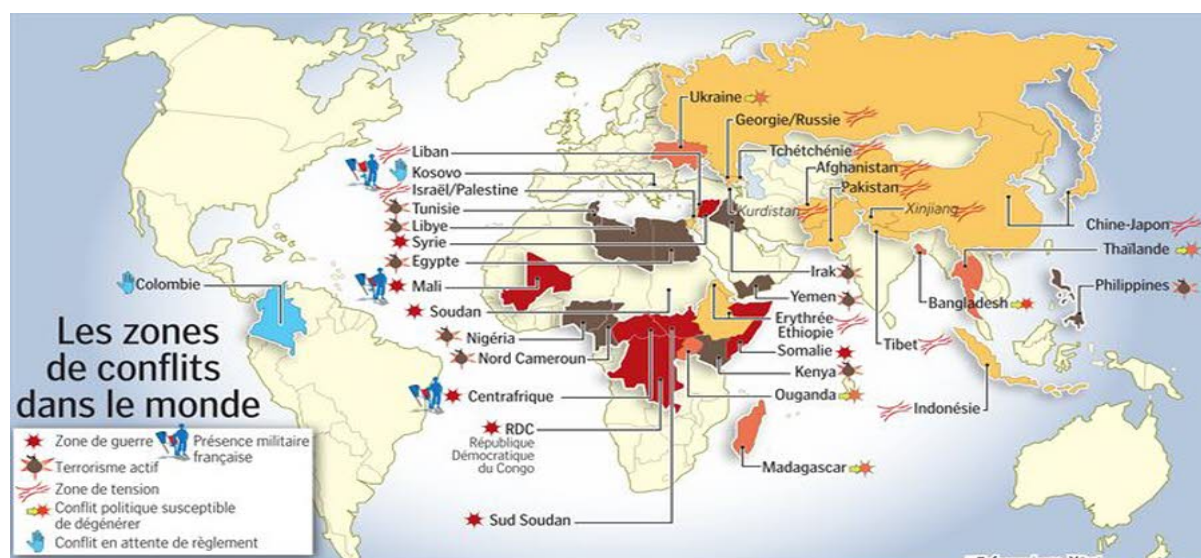 Ukraine
Georgie/Russie
Liban
Tchétchénie
Kosovo
Afghanistan
Israël/Palestine
Pakistan
Tunisie
Kurdistan
Xinjiang
Libye
Chine-Japon
Syrie
Thaïlande
Egypte
Irak
Colombie
Mali
Yemen
Philippines
Bangladesh
Soudan
Erythrée
Ethiopie
Nigéria
Tibet
Nord Cameroun
Somalie
Kenya
Centrafrique
Ouganda
Indonésie
RDC
République
Démocratique
du Congo
Madagascar
Sud Soudan
Les zones
de conflits
dans le monde
Zone de guerre
Présence militaire
française
Terrorisme actif
Zone de tension
Conflit politique susceptible
de dégénérer
Conflit en attente de règlement